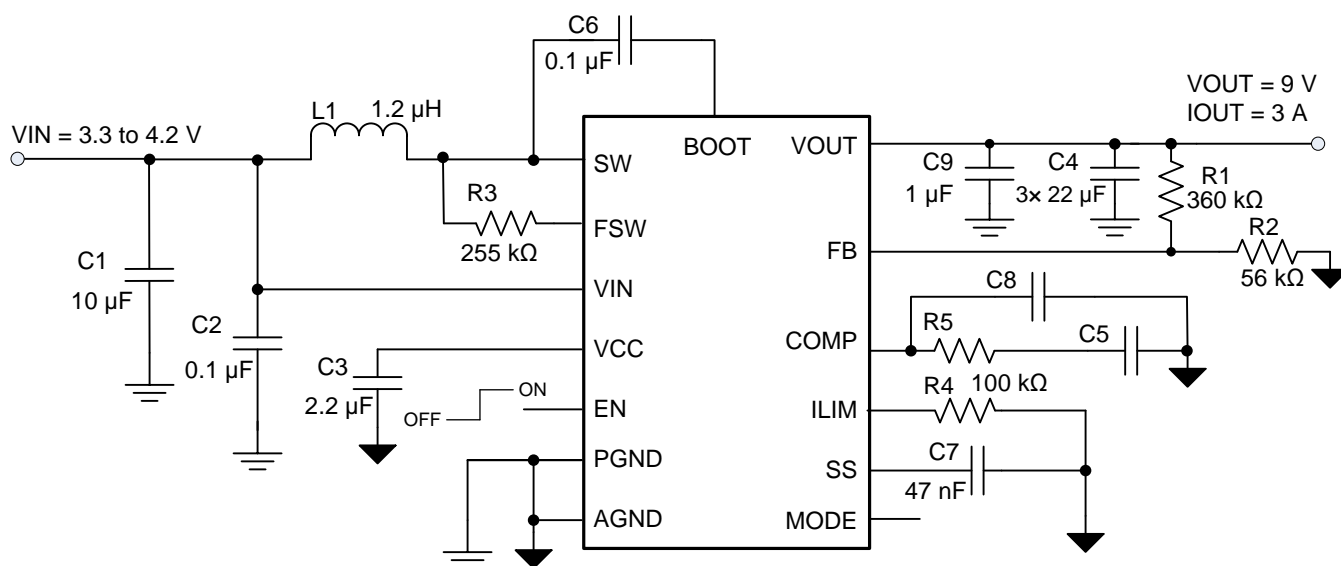 C6
0.1 µF
VOUT = 9 V
IOUT = 3 A
L1 1.2 µH
VIN = 3.3 to 4.2 V
BOOT
VOUT
SW
C9
1 µF
C4
3× 22 µF
R1
360 kΩ
R3
255 kΩ
FSW
FB
R2
56 kΩ
C1
10 µF
VIN
C8
C2
0.1 µF
VCC
COMP
R5
C5
C3
2.2 µF
100 kΩ
R4
OFF
ON
EN
ILIM
PGND
SS
C7
47 nF
AGND
MODE